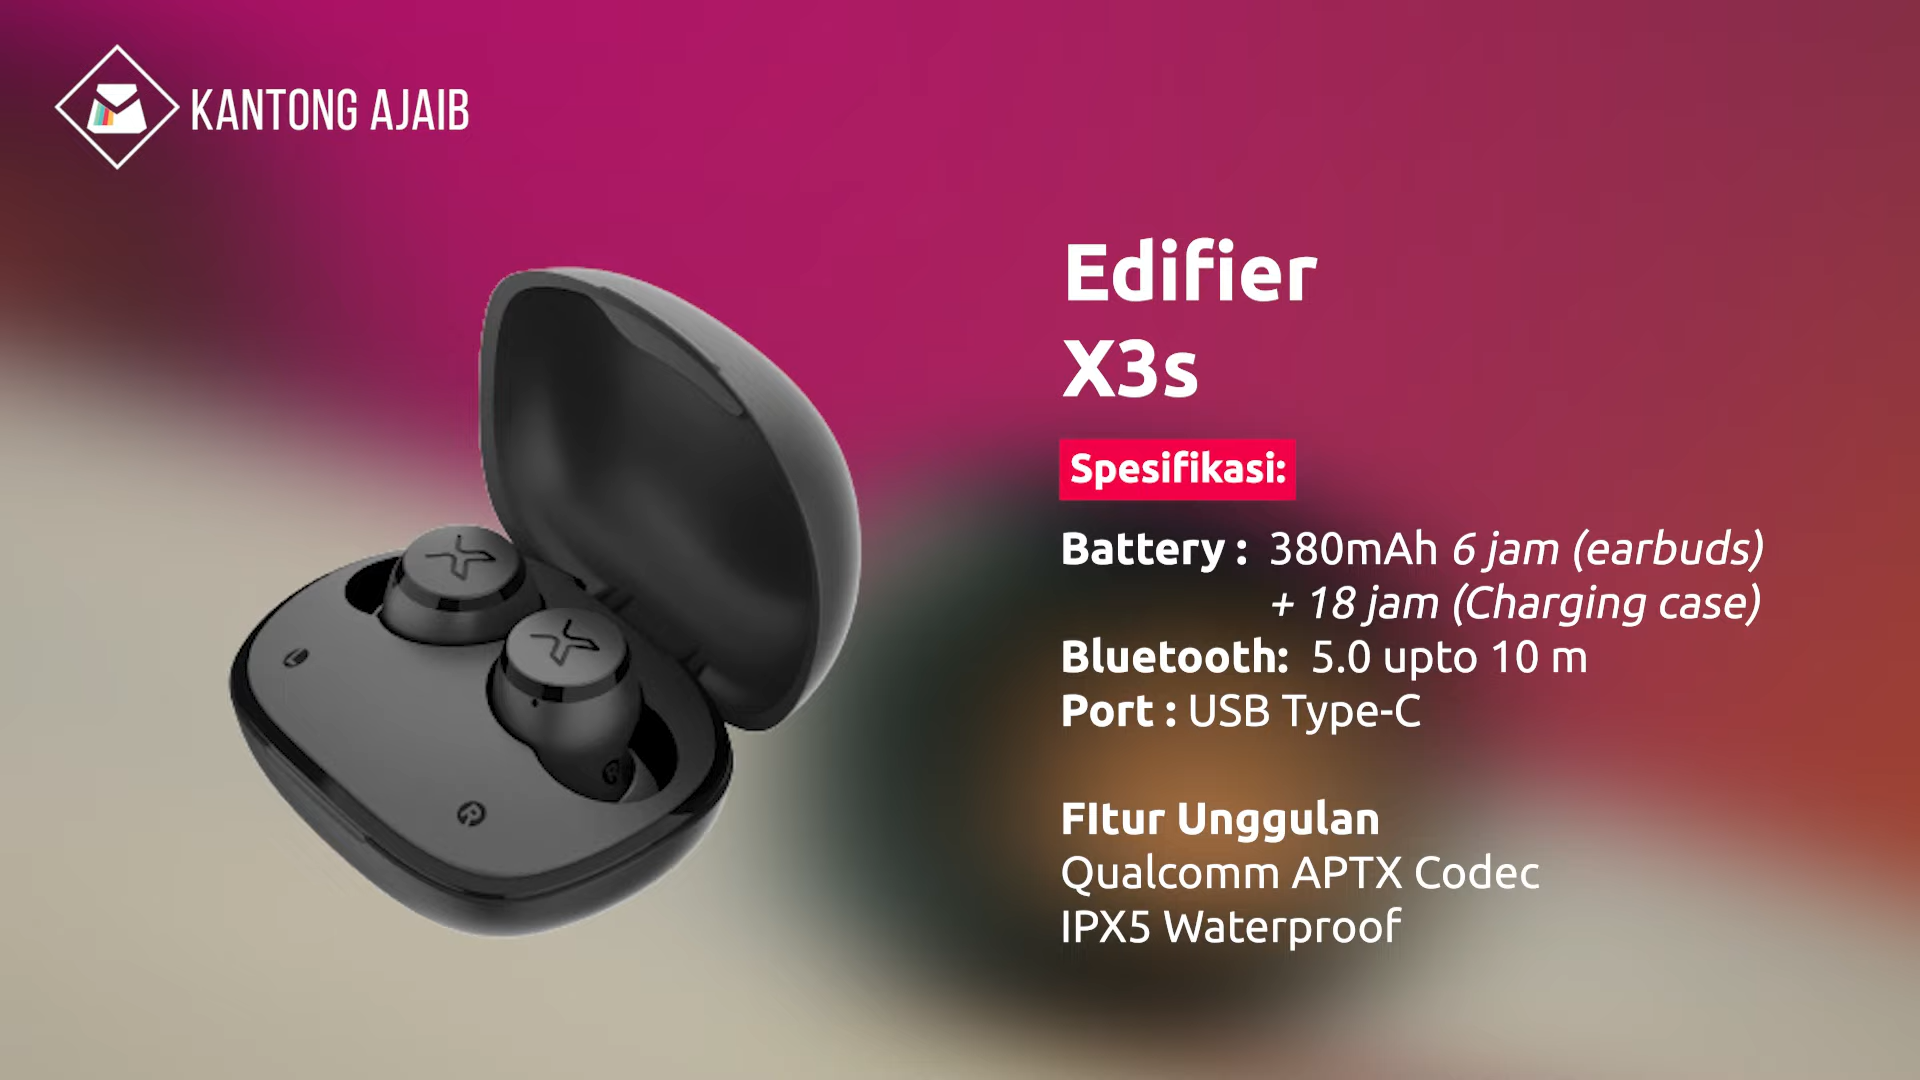 KANTONG AJAIB
Edifier
X3s
Spesifikasi:
Battery : 380mAh 6 jam (earbuds)
+ 18 jam (Charging case)
Bluetooth: 5.0 upto 10 m
Port : USB Type-C
FItur Unggulan
Qualcomm APTX Codec
IPX5 Waterproof
L
R
R